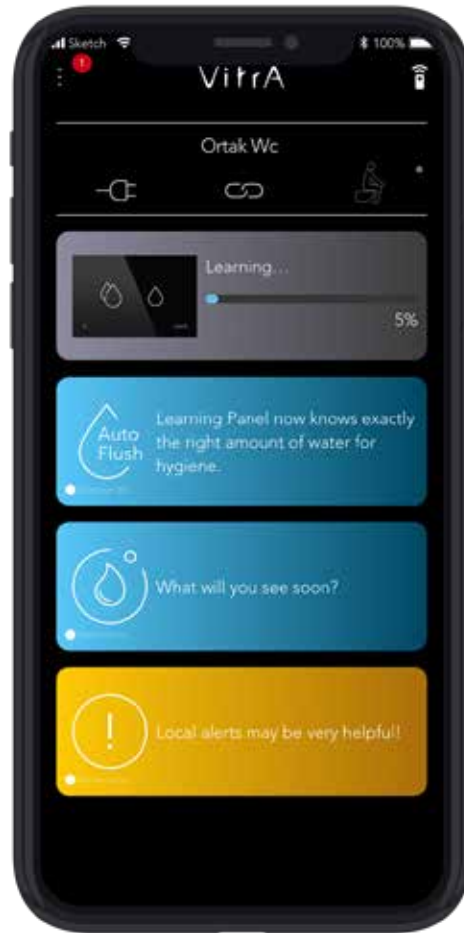 Sketch
100%
!
VitrA
Ortak Wc
Learning...
5%
Auto
Flush
Learning Panel now knows exactly
the right amount of water for
hygiene.
What will you see soon?
!
Local alerts may be very helpful!